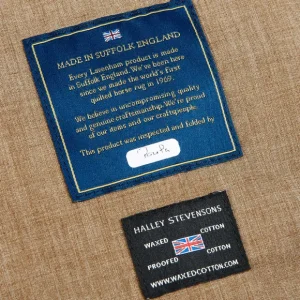 MADE IN SUFFOLK ENGLAND
Every Lavenham product is made
in Suffolk England. We've been here
since we made the world's first
quilted horse rug in 1969.
We believe in uncompromising quality
and genuine craftsmanship. We're proud
of our items and our craftspeople.
This product was inspected and folded by
HALLEY STEVENSONS
WAXED COTTON
PROOFED COTTON
WWW.WAXEDCOTTON.COM